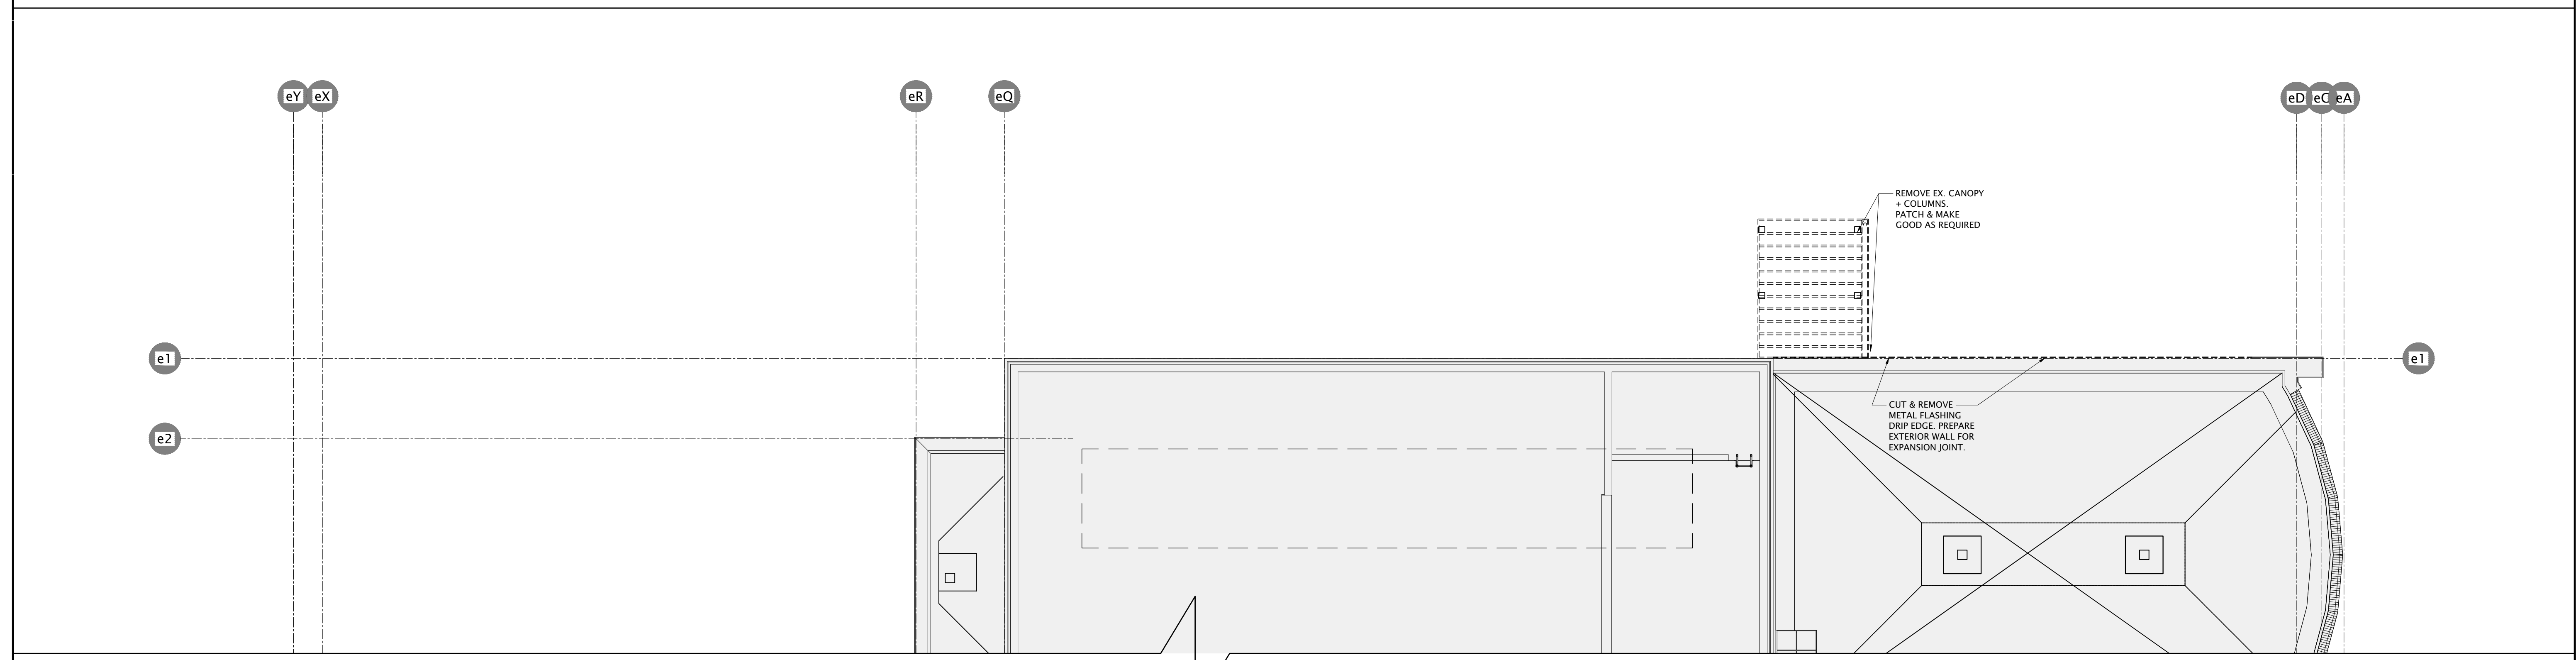 eY eX eR eQ eD eC eA
REMOVE EX. CANOPY
+ COLUMNS.
PATCH & MAKE
GOOD AS REQUIRED
e1 e1
CUT & REMOVE
METAL FLASHING
DRIP EDGE. PREPARE
EXTERIOR WALL FOR
EXPANSION JOINT.
e2